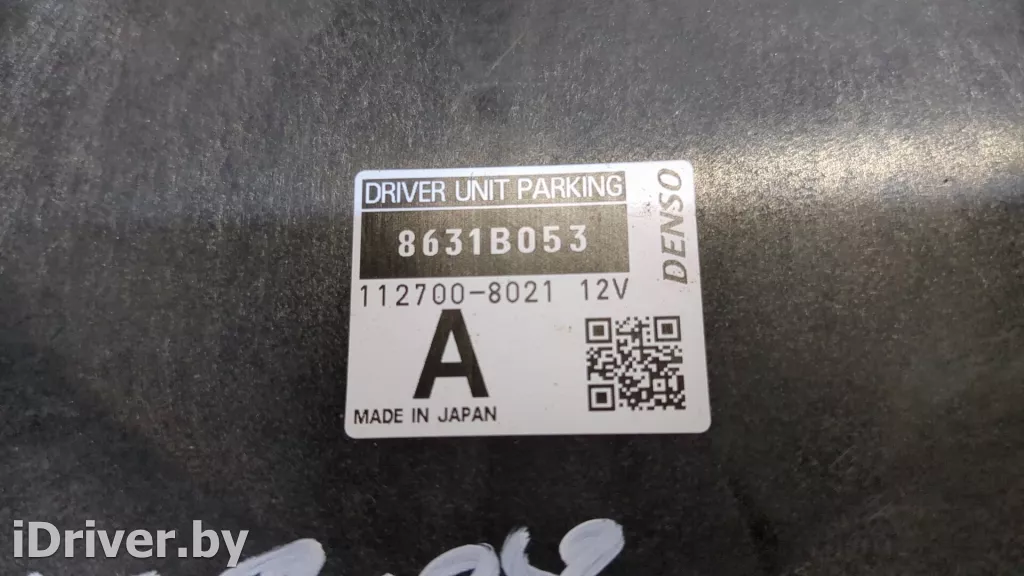 DRIVER UNIT PARKING
8631B053
DENSO
112700-8021 12V
A
MADE IN JAPAN
iDriver.by